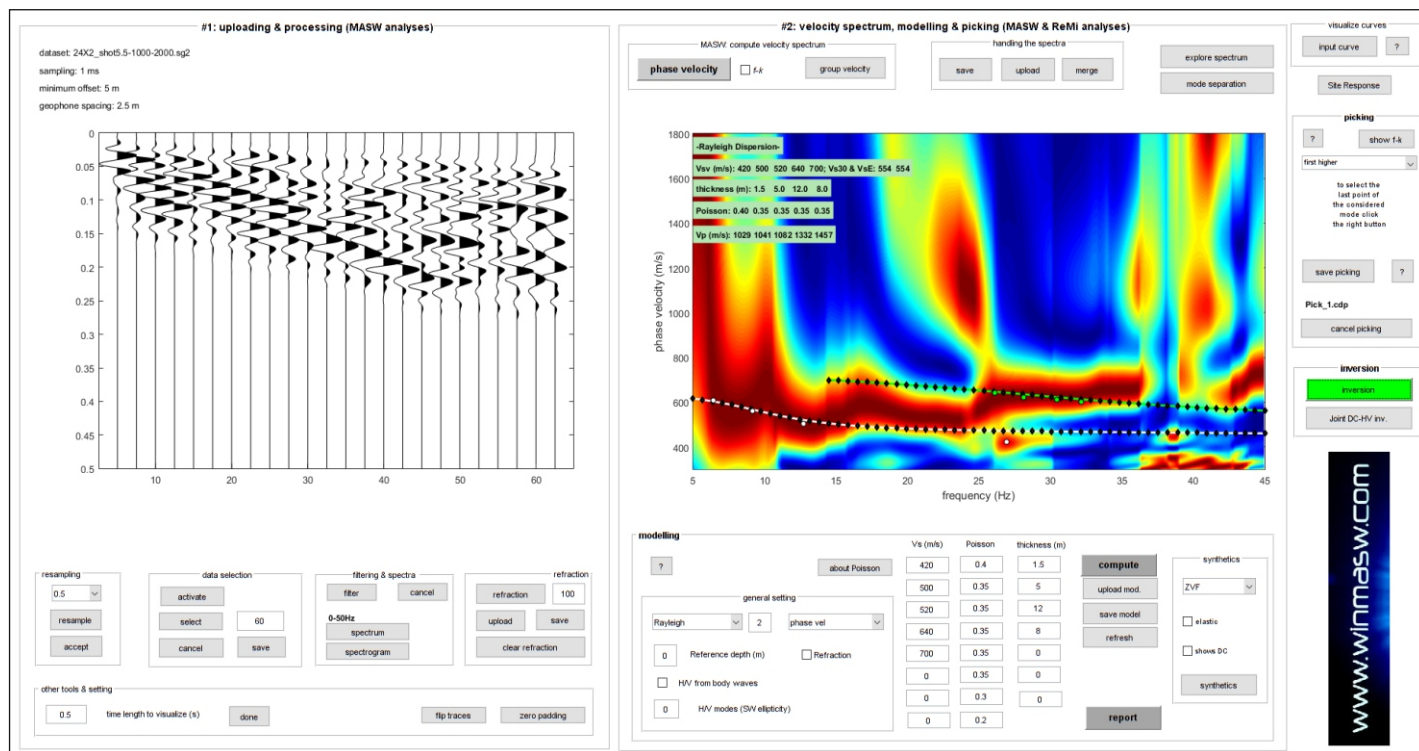 #1: uploading & processing (MASW analyses)
dataset: 24X2_shot5.5-1000-2000.sg2
sampling: 1 ms
minimum offset: 5 m
geophone spacing: 2.5 m
0
0.05
0.1
0.15
0.2
0.25
0.3
0.35
0.4
0.45
0.5
10 20 30 40 50 60
resampling
0.5
resample
accept
data selection
activate
select 60
cancel save
filtering & spectra
filter cancel
0-50Hz
spectrum
spectrogram
refraction
refraction 100
upload save
clear refraction
other tools & setting
0.5 time length to visualize (s) done flip traces zero padding
#2: velocity spectrum, modelling & picking (MASW & ReMi analyses)
MASW: compute velocity spectrum
phase velocity f-k group velocity
handling the spectra
save upload merge
explore spectrum
mode separation
1800
1600
1400
1200
1000
800
600
400
phase velocity (m/s)
-Rayleigh Dispersion-
Vsv (m/s): 420 500 520 640 700; Vs30 & VsE: 554 554
thickness (m): 1.5 5.0 12.0 8.0
Poisson: 0.40 0.35 0.35 0.35 0.35
Vp (m/s): 1029 1041 1082 1332 1457
5 10 15 20 25 30 35 40 45
frequency (Hz)
modelling
? about Poisson
general setting
Rayleigh 2 phase vel
0 Reference depth (m) Refraction
H/V from body waves
0 H/V modes (SW ellipticity)
Vs (m/s) Poisson thickness (m)
420 0.4 1.5
500 0.35 5
520 0.35 12
640 0.35 8
700 0.35 0
0 0.35 0
0 0.3 0
0 0.2
compute
upload mod.
save model
refresh
report
synthetics
ZVF
elastic
shows DC
synthetics
visualize curves
input curve ?
Site Response
picking
? show f-k
first higher
to select the
last point of
the considered
mode click
the right button
save picking ?
Pick_1.cdp
cancel picking
inversion
inversion
Joint DC-HV inv.
www.winmasw.com